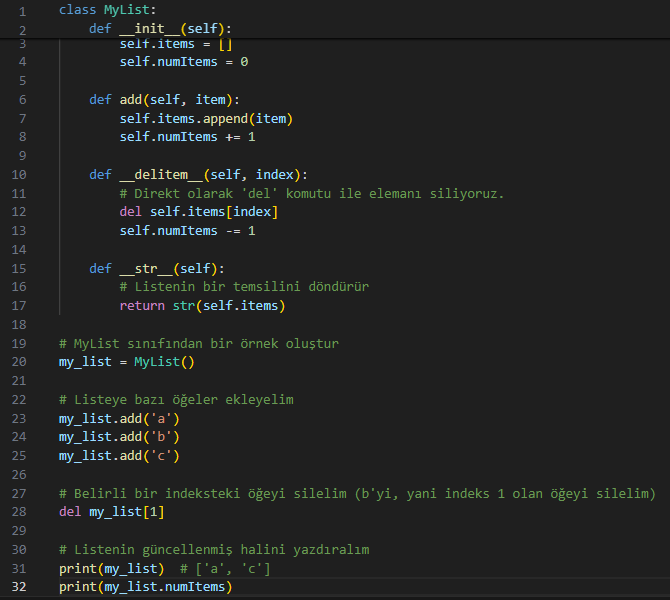 1 class MyList:
2     def __init__(self):
3         self.items = []
4         self.numItems = 0
5
6     def add(self, item):
7         self.items.append(item)
8         self.numItems += 1
9
10     def __delitem__(self, index):
11         # Direkt olarak 'del' komutu ile elemanı siliyoruz.
12         del self.items[index]
13         self.numItems -= 1
14
15     def __str__(self):
16         # Listenin bir temsilini döndürür
17         return str(self.items)
18
19 # MyList sınıfından bir örnek oluştur
20 my_list = MyList()
21
22 # Listeye bazı öğeler ekleyelim
23 my_list.add('a')
24 my_list.add('b')
25 my_list.add('c')
26
27 # Belirli bir indeksteki öğeyi silelim (b'yi, yani indeks 1 olan öğeyi silelim)
28 del my_list[1]
29
30 # Listenin güncellenmiş halini yazdıralım
31 print(my_list)  # ['a', 'c']
32 print(my_list.numItems)